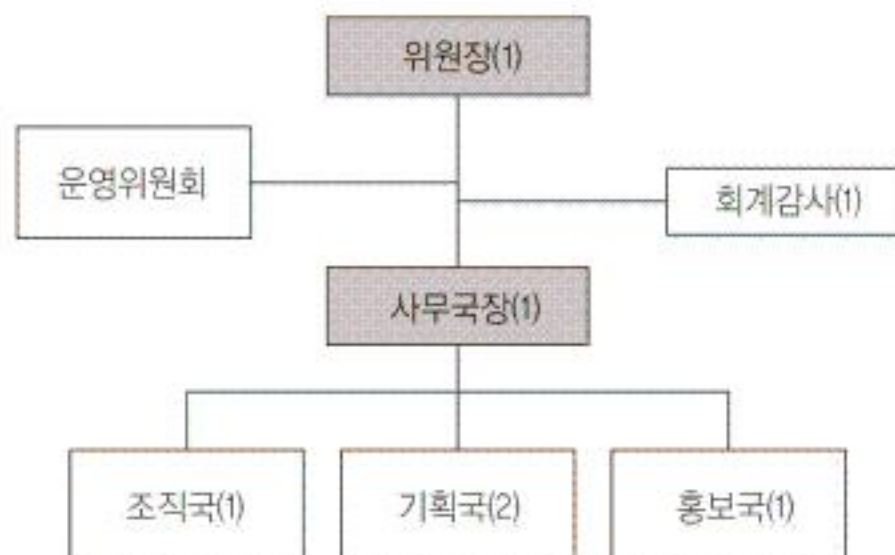 위원장(1)
운영위원회
회계감사(1)
사무국장(1)
조직국(1)
기획국(2)
홍보국(1)